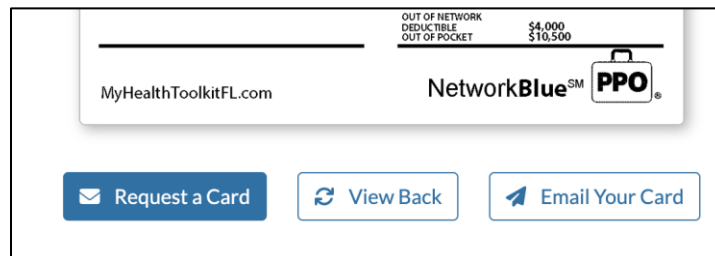 OUT OF NETWORK
DEDUCTIBLE $4,000
OUT OF POCKET $10,500
MyHealthToolkitFL.com
NetworkBlue℠ PPO®
Request a Card
View Back
Email Your Card